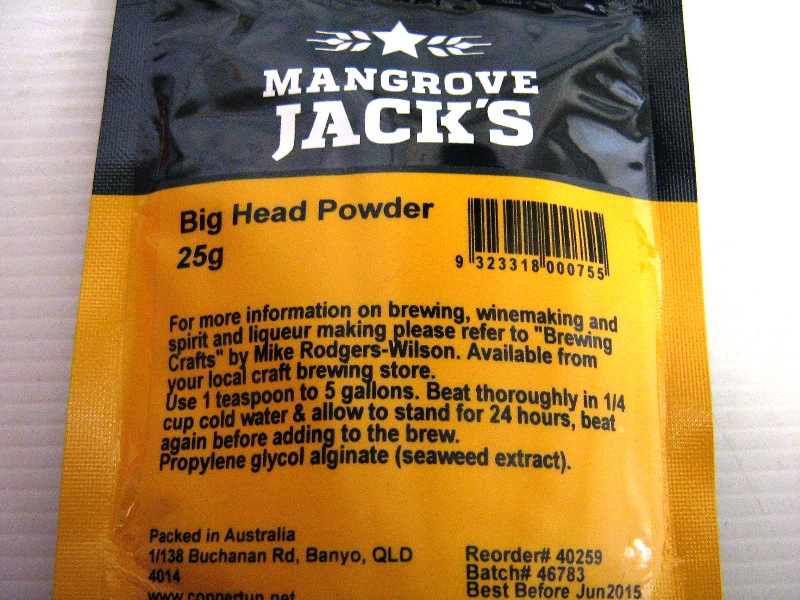 MANGROVE
JACK'S
Big Head Powder
25g
9 323318 000755
For more information on brewing, winemaking and
spirit and liqueur making please refer to "Brewing
Crafts" by Mike Rodgers-Wilson. Available from
your local craft brewing store.
Use 1 teaspoon to 5 gallons. Beat thoroughly in 1/4
cup cold water & allow to stand for 24 hours, beat
again before adding to the brew.
Propylene glycol alginate (seaweed extract).
Packed in Australia
1/138 Buchanan Rd, Banyo, QLD
4014
www.coppertun.net
Reorder# 40259
Batch# 46783
Best Before Jun2015